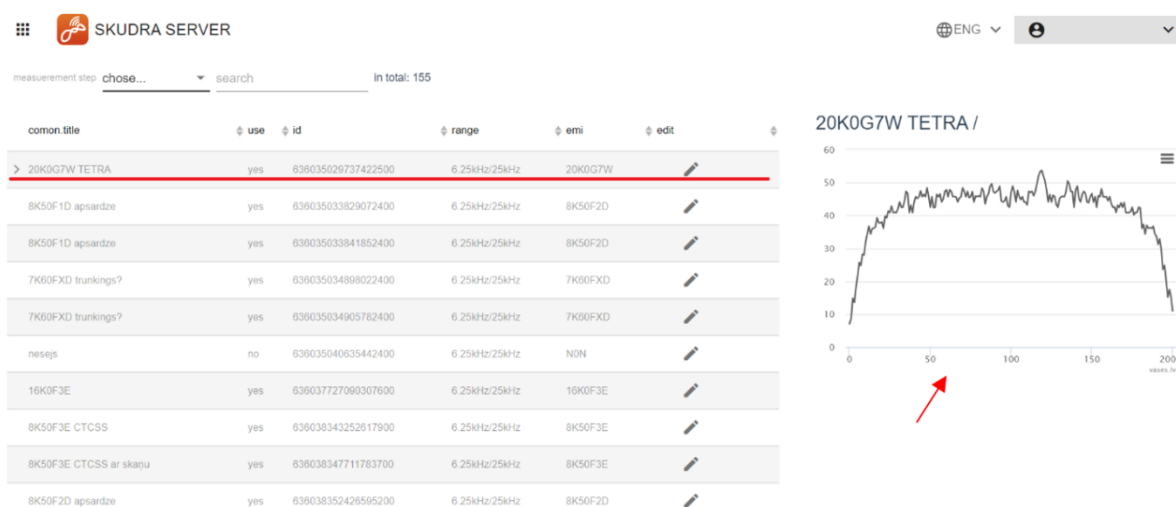 SKUDRA SERVER
ENG
measuerement step chose... search in total: 155
comon.title use id range emi edit
20K0G7W TETRA yes 636035029737422500 6.25kHz/25kHz 20K0G7W
8K50F1D apsardze yes 636035033829072400 6.25kHz/25kHz 8K50F2D
8K50F1D apsardze yes 636035033841852400 6.25kHz/25kHz 8K50F2D
7K60FXD trunkings? yes 636035034898022400 6.25kHz/25kHz 7K60FXD
7K60FXD trunkings? yes 636035034905782400 6.25kHz/25kHz 7K60FXD
nesejs no 636035040635442400 6.25kHz/25kHz N0N
16K0F3E yes 636037727090307600 6.25kHz/25kHz 16K0F3E
8K50F3E CTCSS yes 636038343252617900 6.25kHz/25kHz 8K50F3E
8K50F3E CTCSS ar skaņu yes 636038347711783700 6.25kHz/25kHz 8K50F3E
8K50F2D apsardze yes 636038352426595200 6.25kHz/25kHz 8K50F2D
20K0G7W TETRA /
60
50
40
30
20
10
0
0 50 100 150 200